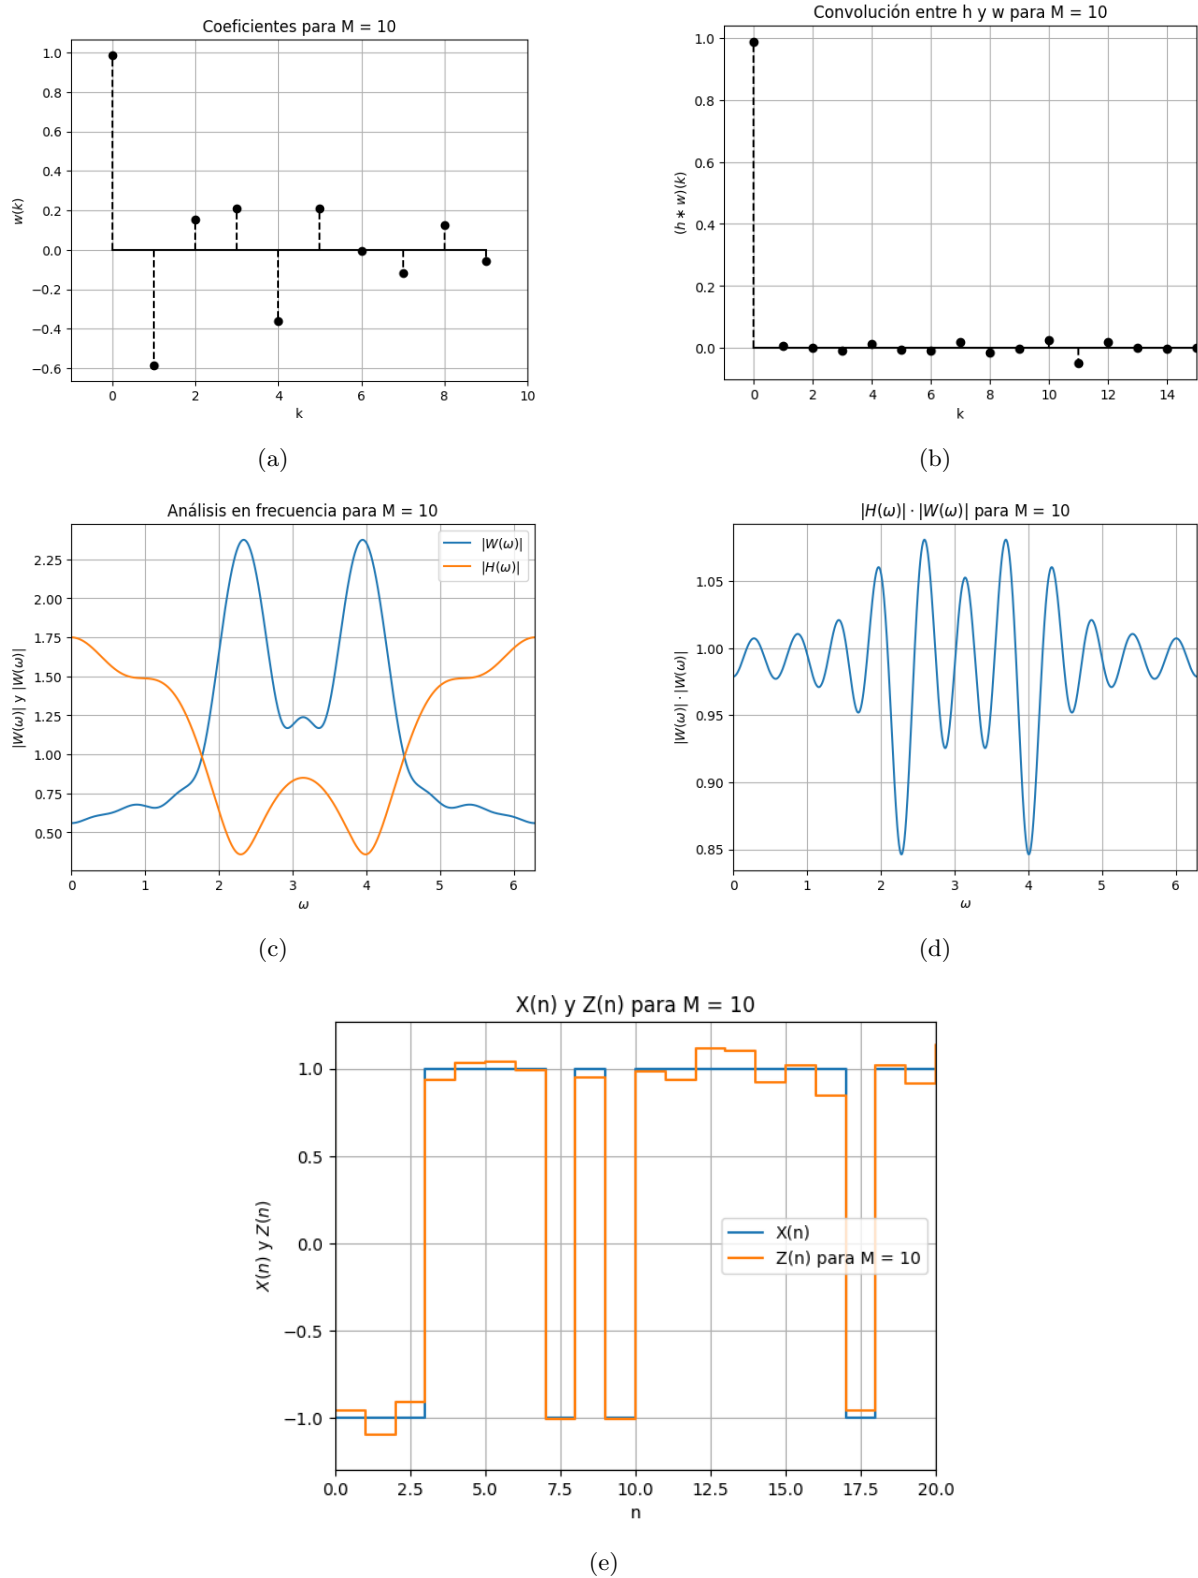 Coeficientes para M = 10
1.0
0.8
0.6
0.4
0.2
0.0
−0.2
−0.4
−0.6
w(k)
0 2 4 6 8 10
k
(a)
Convolución entre h y w para M = 10
1.0
0.8
0.6
0.4
0.2
0.0
(h ∗ w)(k)
0 2 4 6 8 10 12 14
k
(b)
Análisis en frecuencia para M = 10
|W(ω)|
|H(ω)|
2.25
2.00
1.75
1.50
1.25
1.00
0.75
0.50
|W(ω)| y |W(ω)|
0 1 2 3 4 5 6
ω
(c)
|H(ω)| · |W(ω)| para M = 10
1.05
1.00
0.95
0.90
0.85
|W(ω)| · |W(ω)|
0 1 2 3 4 5 6
ω
(d)
X(n) y Z(n) para M = 10
1.0
0.5
0.0
−0.5
−1.0
X(n) y Z(n)
X(n)
Z(n) para M = 10
0.0 2.5 5.0 7.5 10.0 12.5 15.0 17.5 20.0
n
(e)